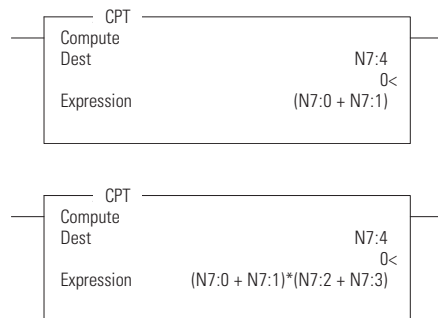 CPT
Compute
Dest N7:4
0<
Expression (N7:0 + N7:1)
CPT
Compute
Dest N7:4
0<
Expression (N7:0 + N7:1)*(N7:2 + N7:3)